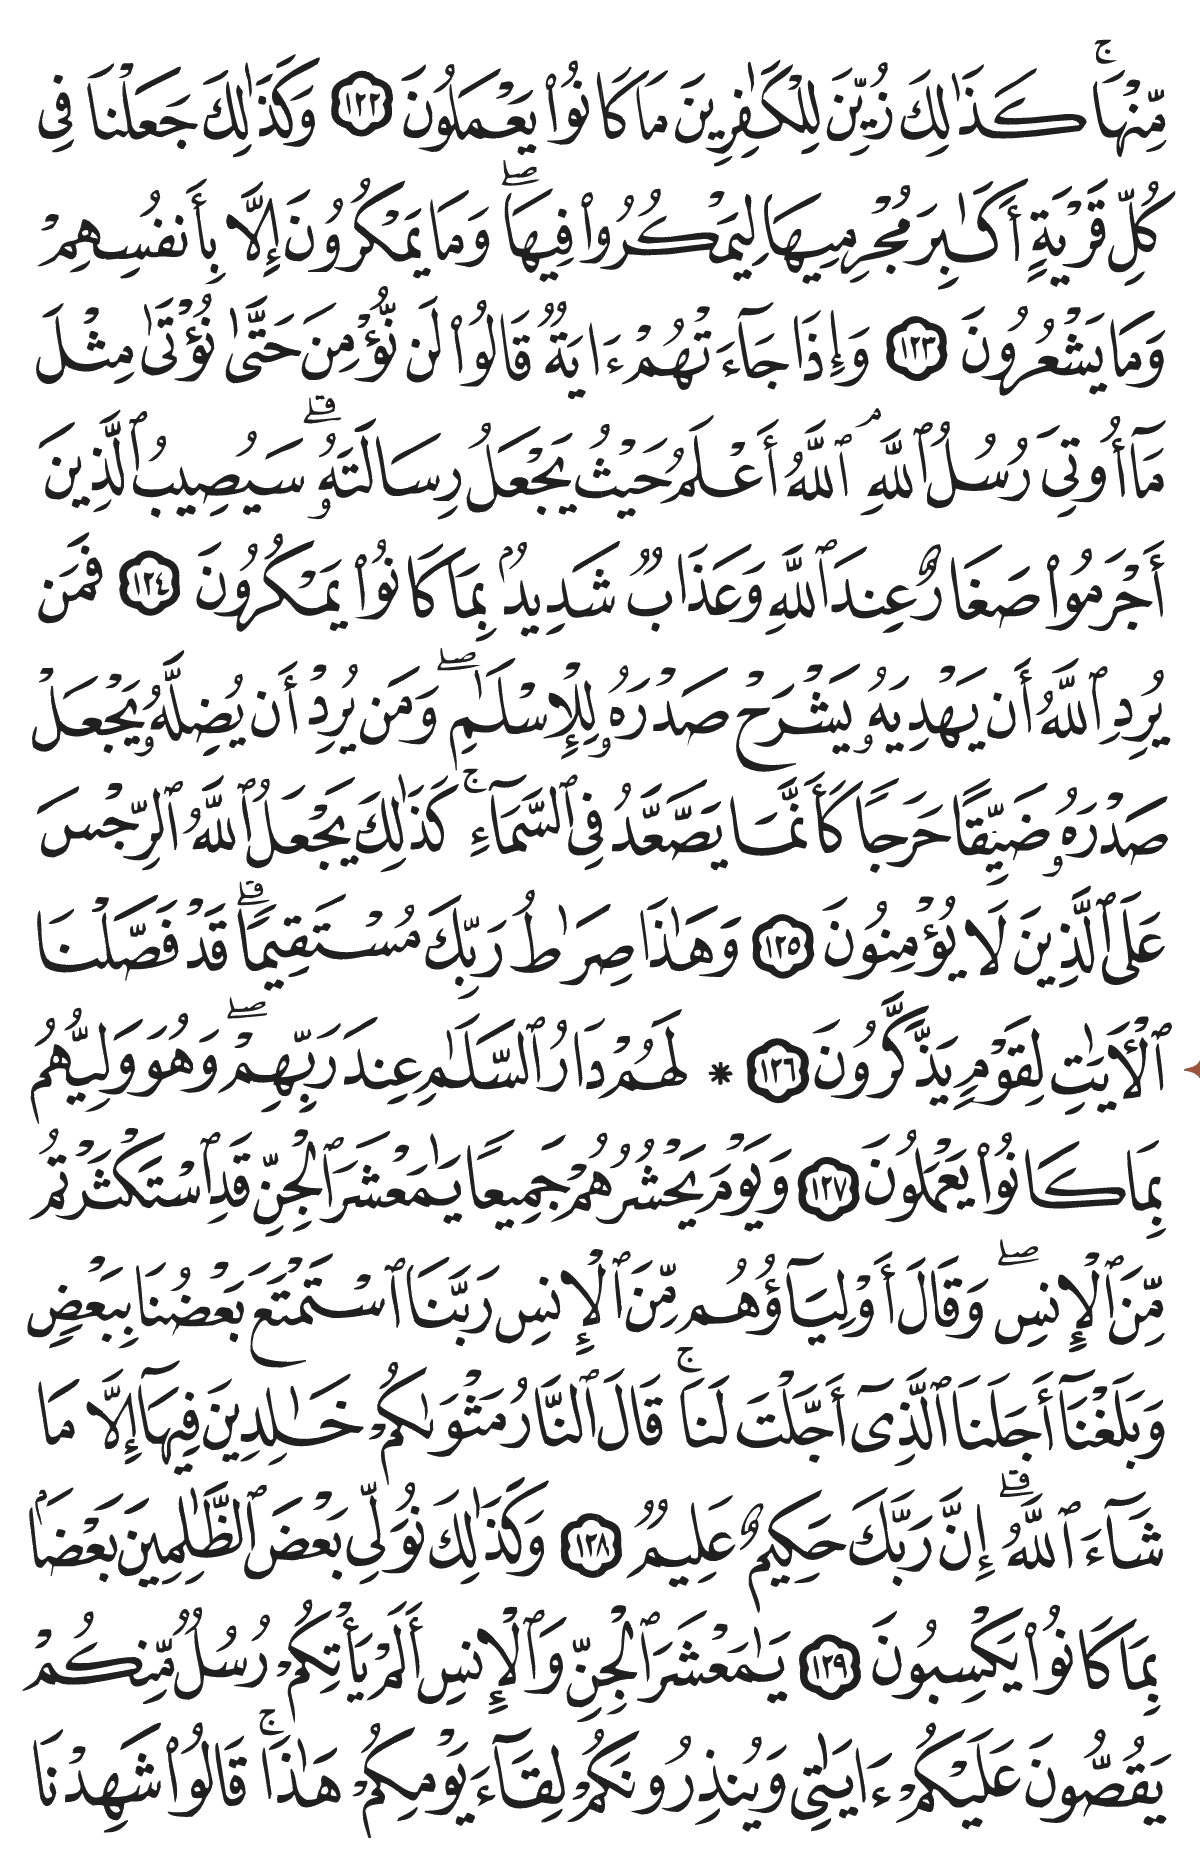 مِّنْهَاۚ كَذَٰلِكَ زُيِّنَ لِلْكَٰفِرِينَ مَا كَانُوا۟ يَعْمَلُونَ ١٢٢ وَكَذَٰلِكَ جَعَلْنَا فِى
كُلِّ قَرْيَةٍ أَكَٰبِرَ مُجْرِمِيهَا لِيَمْكُرُوا۟ فِيهَاۖ وَمَا يَمْكُرُونَ إِلَّا بِأَنفُسِهِمْ
وَمَا يَشْعُرُونَ ١٢٣ وَإِذَا جَآءَتْهُمْ ءَايَةٌ قَالُوا۟ لَن نُّؤْمِنَ حَتَّىٰ نُؤْتَىٰ مِثْلَ
مَآ أُوتِىَ رُسُلُ ٱللَّهِۘ ٱللَّهُ أَعْلَمُ حَيْثُ يَجْعَلُ رِسَالَتَهُۥۗ سَيُصِيبُ ٱلَّذِينَ
أَجْرَمُوا۟ صَغَارٌ عِندَ ٱللَّهِ وَعَذَابٌ شَدِيدٌۢ بِمَا كَانُوا۟ يَمْكُرُونَ ١٢٤ فَمَن
يُرِدِ ٱللَّهُ أَن يَهْدِيَهُۥ يَشْرَحْ صَدْرَهُۥ لِلْإِسْلَٰمِۖ وَمَن يُرِدْ أَن يُضِلَّهُۥ يَجْعَلْ
صَدْرَهُۥ ضَيِّقًا حَرَجًا كَأَنَّمَا يَصَّعَّدُ فِى ٱلسَّمَآءِۚ كَذَٰلِكَ يَجْعَلُ ٱللَّهُ ٱلرِّجْسَ
عَلَى ٱلَّذِينَ لَا يُؤْمِنُونَ ١٢٥ وَهَٰذَا صِرَٰطُ رَبِّكَ مُسْتَقِيمًاۗ قَدْ فَصَّلْنَا
ٱلْءَايَٰتِ لِقَوْمٍ يَذَّكَّرُونَ ١٢٦ ۞ لَهُمْ دَارُ ٱلسَّلَٰمِ عِندَ رَبِّهِمْۖ وَهُوَ وَلِيُّهُم
بِمَا كَانُوا۟ يَعْمَلُونَ ١٢٧ وَيَوْمَ يَحْشُرُهُمْ جَمِيعًا يَٰمَعْشَرَ ٱلْجِنِّ قَدِ ٱسْتَكْثَرْتُم
مِّنَ ٱلْإِنسِۖ وَقَالَ أَوْلِيَآؤُهُم مِّنَ ٱلْإِنسِ رَبَّنَا ٱسْتَمْتَعَ بَعْضُنَا بِبَعْضٍ
وَبَلَغْنَآ أَجَلَنَا ٱلَّذِىٓ أَجَّلْتَ لَنَاۚ قَالَ ٱلنَّارُ مَثْوَىٰكُمْ خَٰلِدِينَ فِيهَآ إِلَّا مَا
شَآءَ ٱللَّهُۗ إِنَّ رَبَّكَ حَكِيمٌ عَلِيمٌ ١٢٨ وَكَذَٰلِكَ نُوَلِّى بَعْضَ ٱلظَّٰلِمِينَ بَعْضًۢا
بِمَا كَانُوا۟ يَكْسِبُونَ ١٢٩ يَٰمَعْشَرَ ٱلْجِنِّ وَٱلْإِنسِ أَلَمْ يَأْتِكُمْ رُسُلٌ مِّنكُمْ
يَقُصُّونَ عَلَيْكُمْ ءَايَٰتِى وَيُنذِرُونَكُمْ لِقَآءَ يَوْمِكُمْ هَٰذَاۚ قَالُوا۟ شَهِدْنَا